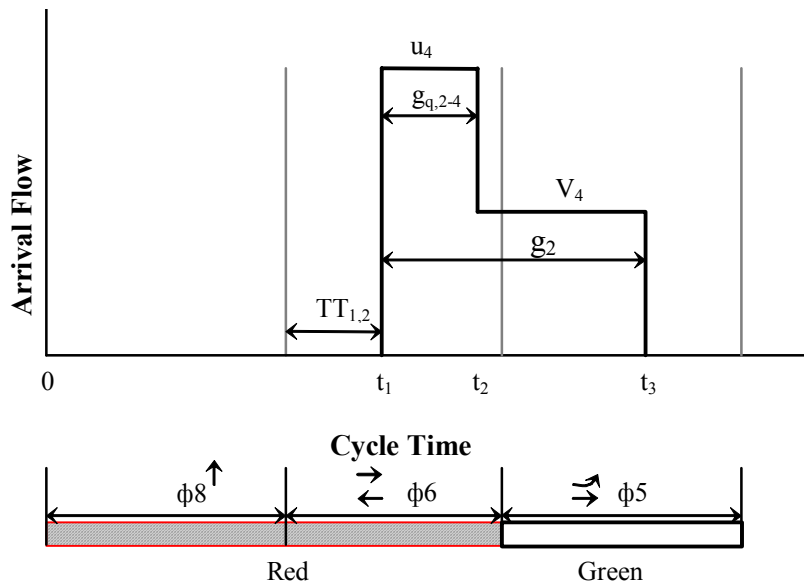 u₄
g_q,2-4
V₄
g₂
TT₁,₂
Arrival Flow
0 t₁ t₂ t₃
Cycle Time
ϕ8 ϕ6 ϕ5
Red Green